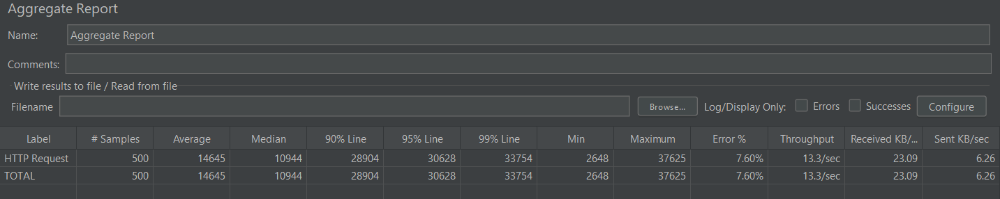 Aggregate Report
Name: Aggregate Report
Comments:
Write results to file / Read from file
Filename Browse... Log/Display Only: Errors Successes Configure
Label # Samples Average Median 90% Line 95% Line 99% Line Min Maximum Error % Throughput Received KB/... Sent KB/sec
HTTP Request 500 14645 10944 28904 30628 33754 2648 37625 7.60% 13.3/sec 23.09 6.26
TOTAL 500 14645 10944 28904 30628 33754 2648 37625 7.60% 13.3/sec 23.09 6.26